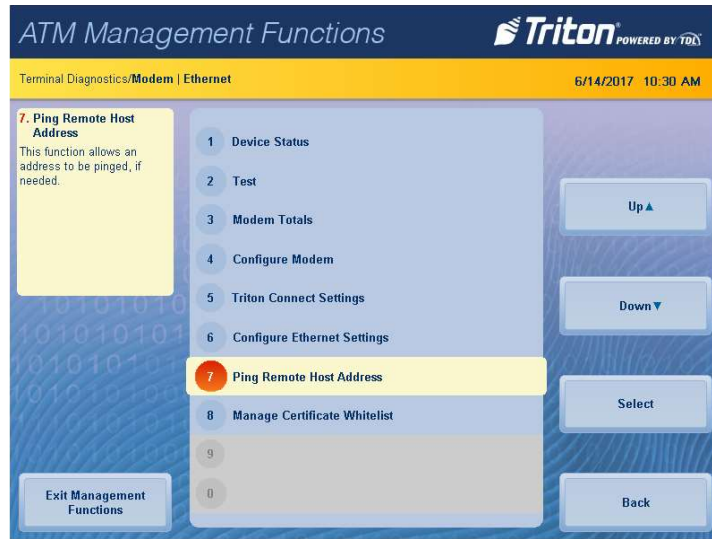 ATM Management Functions
Triton® POWERED BY TDL
Terminal Diagnostics/Modem | Ethernet
6/14/2017 10:30 AM
7. Ping Remote Host
Address
This function allows an
address to be pinged, if
needed.
1 Device Status
2 Test
3 Modem Totals
4 Configure Modem
5 Triton Connect Settings
6 Configure Ethernet Settings
7 Ping Remote Host Address
8 Manage Certificate Whitelist
9
0
Up▲
Down▼
Select
Back
Exit Management
Functions